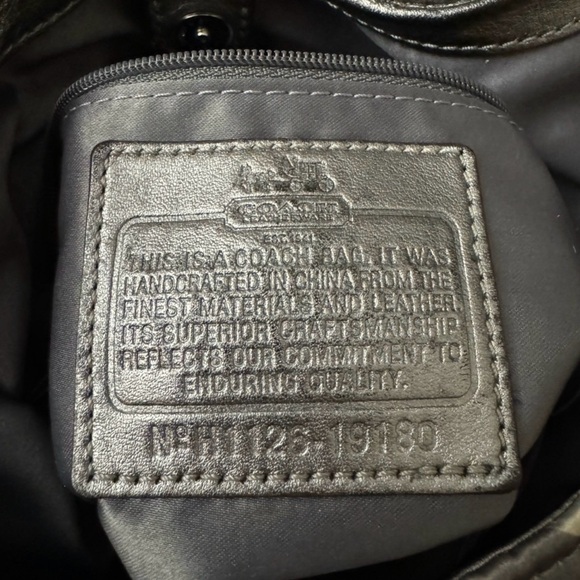 COACH
LEATHERWARE
EST. 1941
THIS IS A COACH BAG. IT WAS
HANDCRAFTED IN CHINA FROM THE
FINEST MATERIALS AND LEATHER.
ITS SUPERIOR CRAFTSMANSHIP
REFLECTS OUR COMMITMENT TO
ENDURING QUALITY.
Nº H1126-19180